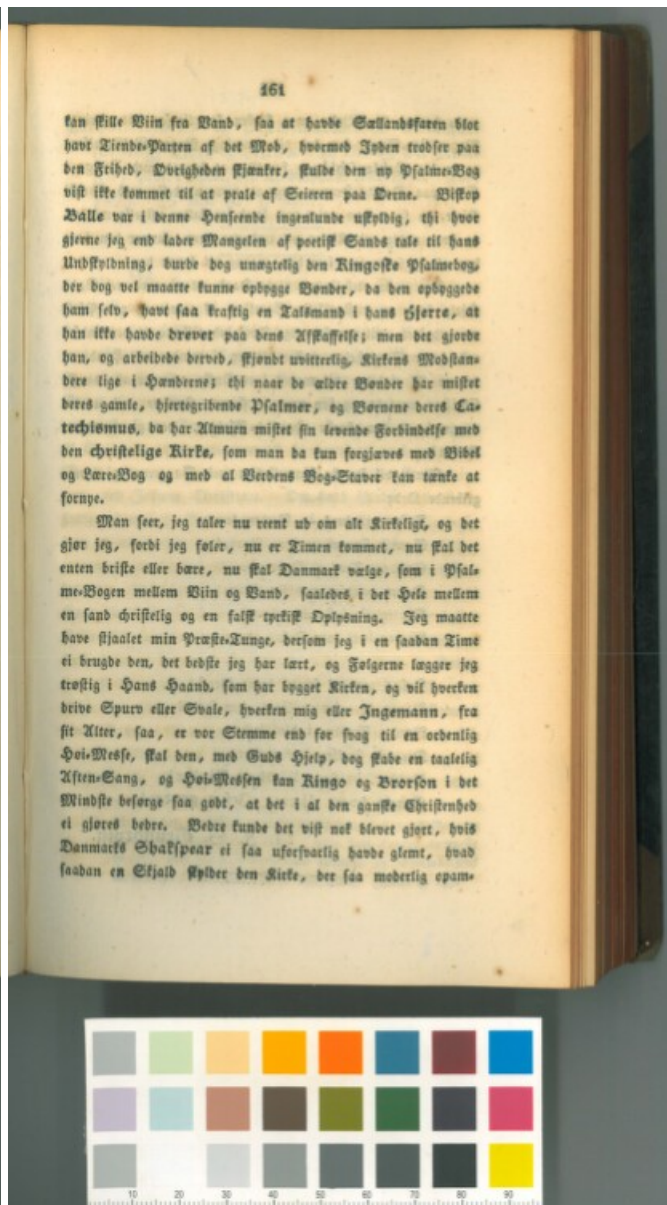 161
kan skille Viin fra Vand, saa at havde Sællandsfaren blot
havt Tiende-Parten af det Mod, hvormed Jyden trodser paa
den Frihed, Øvrigheden skjænker, skulde den ny Psalme-Bog
vist ikke kommet til at prale af Seieren paa Øerne. Biskop
Balle var i denne Henseende ingenlunde uskyldig, thi hvor
gjerne jeg end lader Mangelen af poetisk Sands tale til hans
Undskyldning, burde dog unægtelig den Kingoske Psalmebog,
der dog vel maatte kunne opbygge Bønder, da den opbyggede
ham selv, havt saa kraftig en Talsmand i hans Hjerte, at
han ikke havde drevet paa dens Afskaffelse; men det gjorde
han, og arbeidede derved, skjøndt uvitterlig, Kirkens Modstan-
dere lige i Hænderne; thi naar de ældre Bønder har mistet
deres gamle, hjertegribende Psalmer, og Børnene deres Ca-
techismus, da har Almuen mistet sin levende Forbindelse med
den christelige Kirke, som man da kun forgjæves med Bibel
og Lære-Bog og med al Verdens Bog-Staver kan tænke at
fornye.
Man seer, jeg taler nu reent ud om alt Kirkeligt, og det
gjør jeg, fordi jeg føler, nu er Timen kommet, nu skal det
enten briste eller bære, nu skal Danmark vælge, som i Psal-
me-Bogen mellem Viin og Vand, saaledes i det Hele mellem
en sand christelig og en falsk tyrkisk Oplysning. Jeg maatte
have stjaalet min Præste-Tunge, dersom jeg i en saadan Time
ei brugde den, det bedste jeg har lært, og Følgerne lægger jeg
trøstig i Hans Haand, som har bygget Kirken, og vil hverken
drive Spurv eller Svale, hverken mig eller Ingemann, fra
sit Alter, saa, er vor Stemme end for svag til en ordenlig
Høi-Messe, skal den, med Guds Hjelp, dog skabe en taalelig
Aften-Sang, og Høi-Messen kan Kingo og Brorson i det
Mindste besørge saa godt, at det i al den ganske Christenhed
ei gjøres bedre. Bedre kunde det vist nok blevet gjort, hvis
Danmarks Shakspear ei saa uforsvarlig havde glemt, hvad
saadan en Skjald skylder den Kirke, der saa moderlig opam-
10 20 30 40 50 60 70 80 90